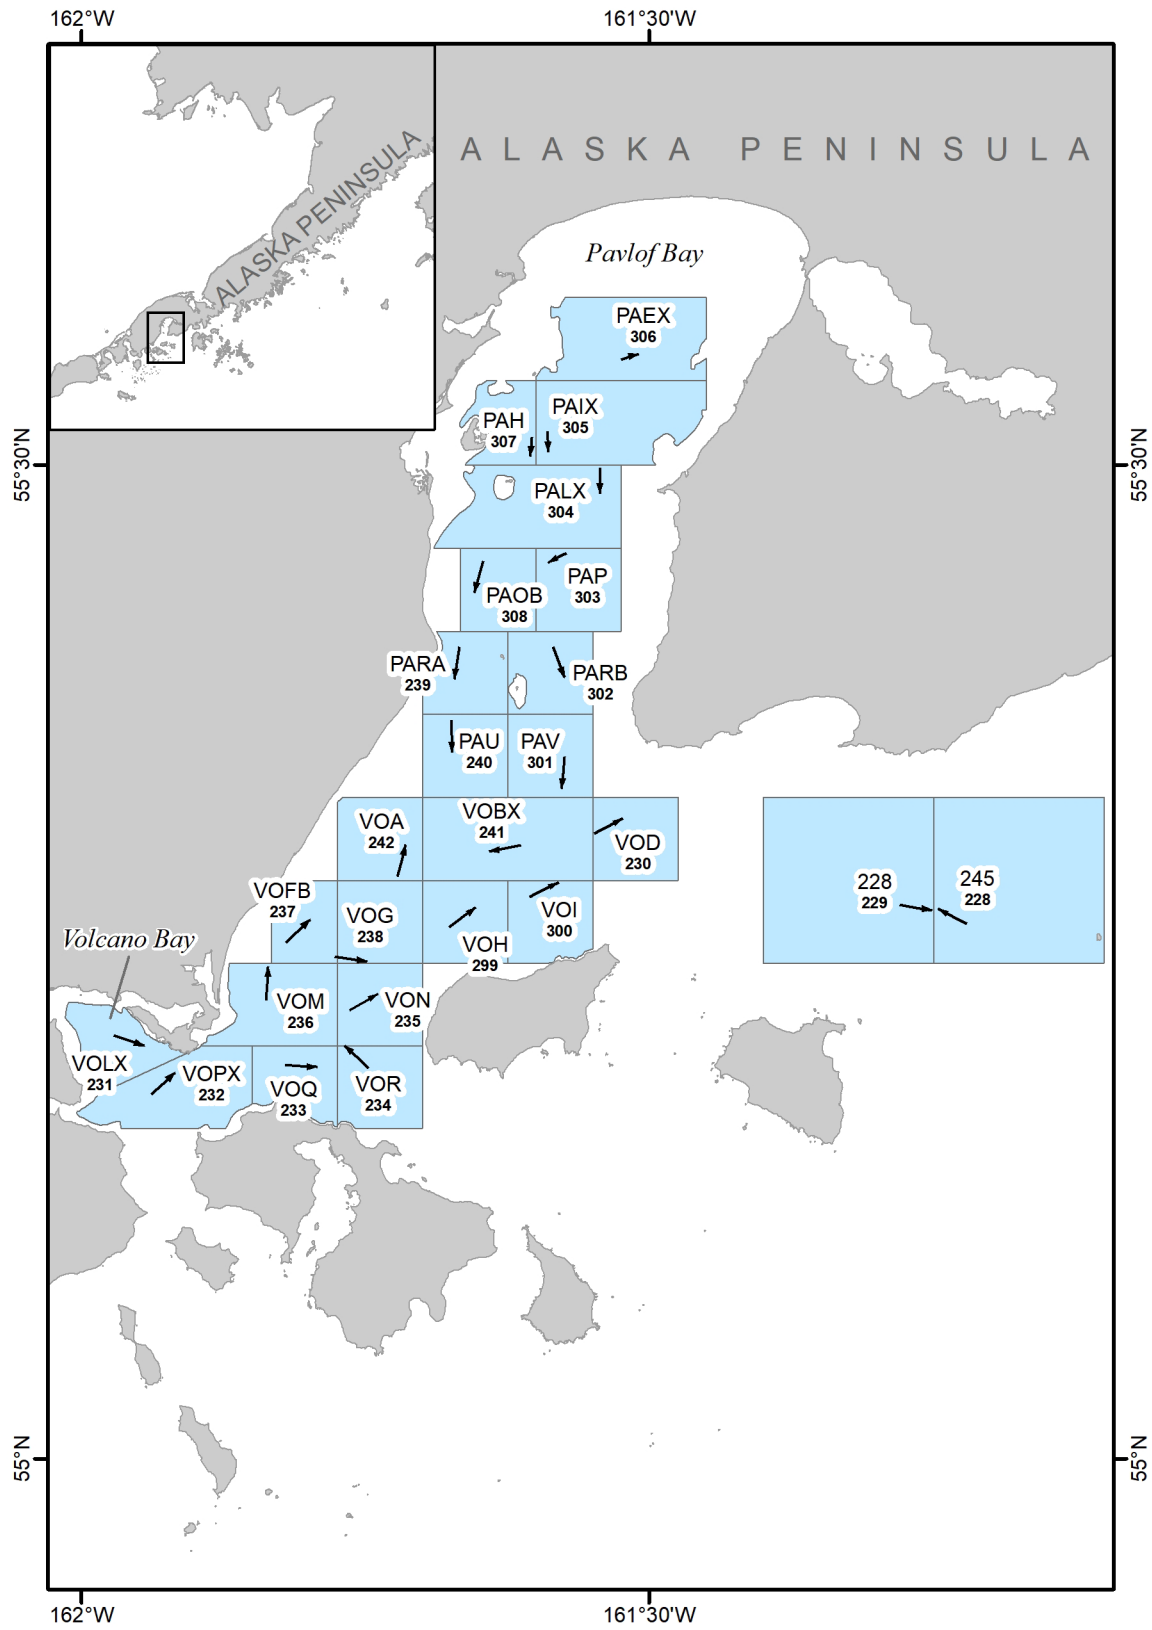 162°W
161°30'W
ALASKA PENINSULA
ALASKA PENINSULA
Pavlof Bay
PAEX
306
PAIX
305
PAH
307
55°30'N
55°30'N
PALX
304
PAP
303
PAOB
308
PARA
239
PARB
302
PAU
240
PAV
301
VOBX
241
VOA
242
VOD
230
228
229
245
228
VOFB
237
VOG
238
VOI
300
VOH
299
Volcano Bay
VOM
236
VON
235
VOLX
231
VOPX
232
VOQ
233
VOR
234
55°N
55°N
162°W
161°30'W